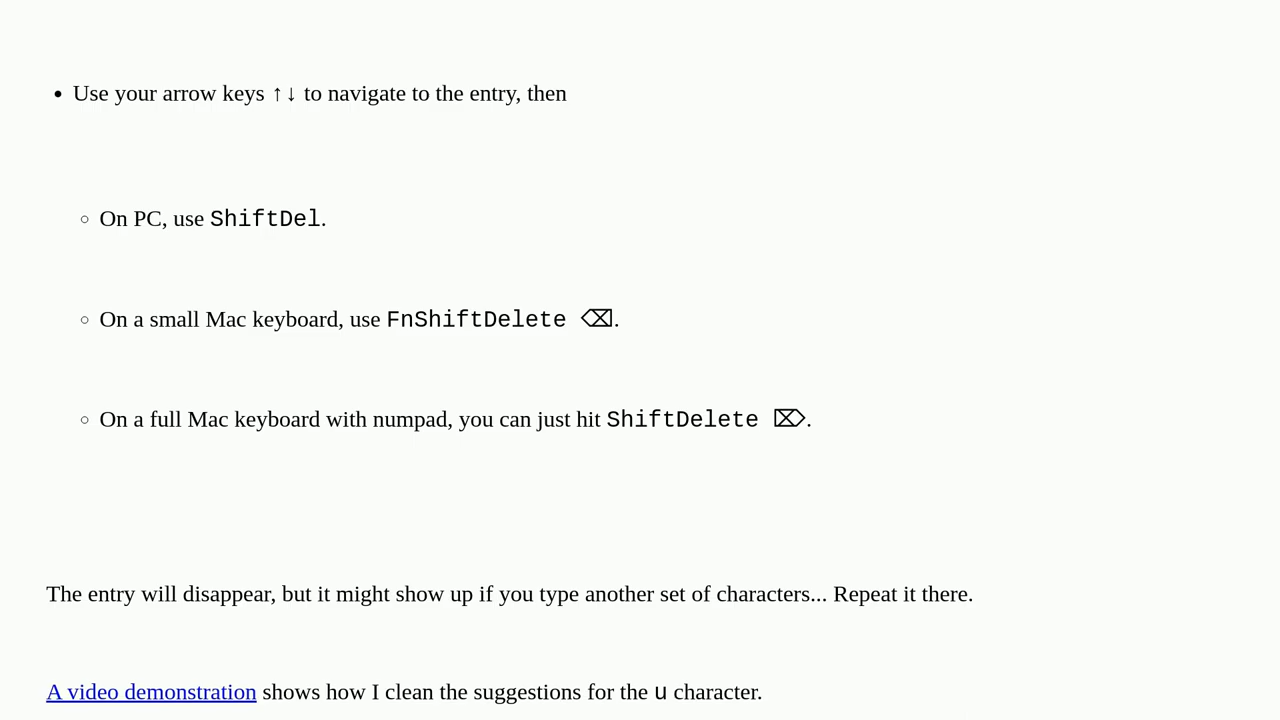 • Use your arrow keys ↑↓ to navigate to the entry, then
◦ On PC, use ShiftDel.
◦ On a small Mac keyboard, use FnShiftDelete ⌫.
◦ On a full Mac keyboard with numpad, you can just hit ShiftDelete ⌦.
The entry will disappear, but it might show up if you type another set of characters... Repeat it there.
A video demonstration shows how I clean the suggestions for the u character.